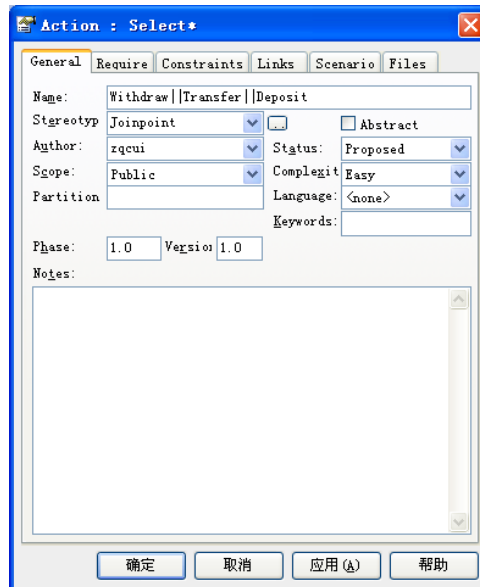 Action : Select*
General Require Constraints Links Scenario Files
Name: Withdraw||Transfer||Deposit
Stereotyp Joinpoint .. Abstract
Author: zqcui Status: Proposed
Scope: Public Complexit Easy
Partition Language: <none>
Keywords:
Phase: 1.0 Version 1.0
Notes:
确定 取消 应用(A) 帮助